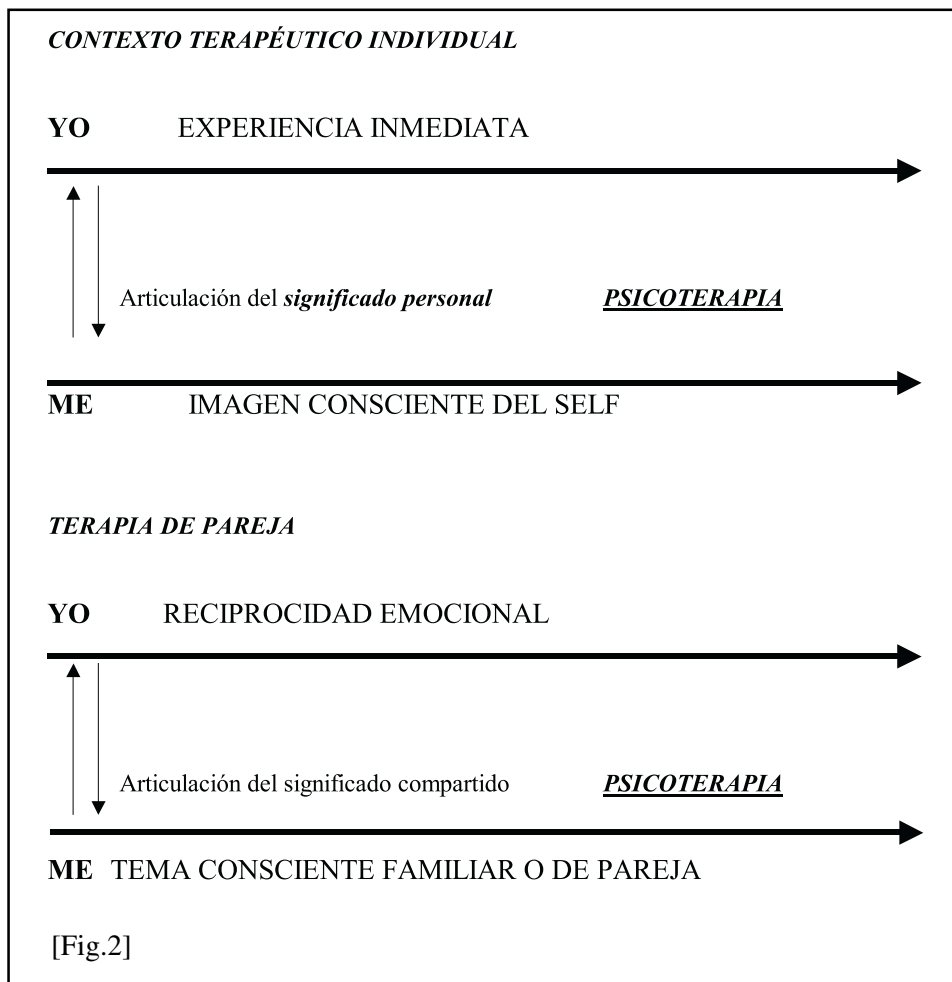 CONTEXTO TERAPÉUTICO INDIVIDUAL
YO EXPERIENCIA INMEDIATA
Articulación del significado personal PSICOTERAPIA
ME IMAGEN CONSCIENTE DEL SELF
TERAPIA DE PAREJA
YO RECIPROCIDAD EMOCIONAL
Articulación del significado compartido PSICOTERAPIA
ME TEMA CONSCIENTE FAMILIAR O DE PAREJA
[Fig.2]